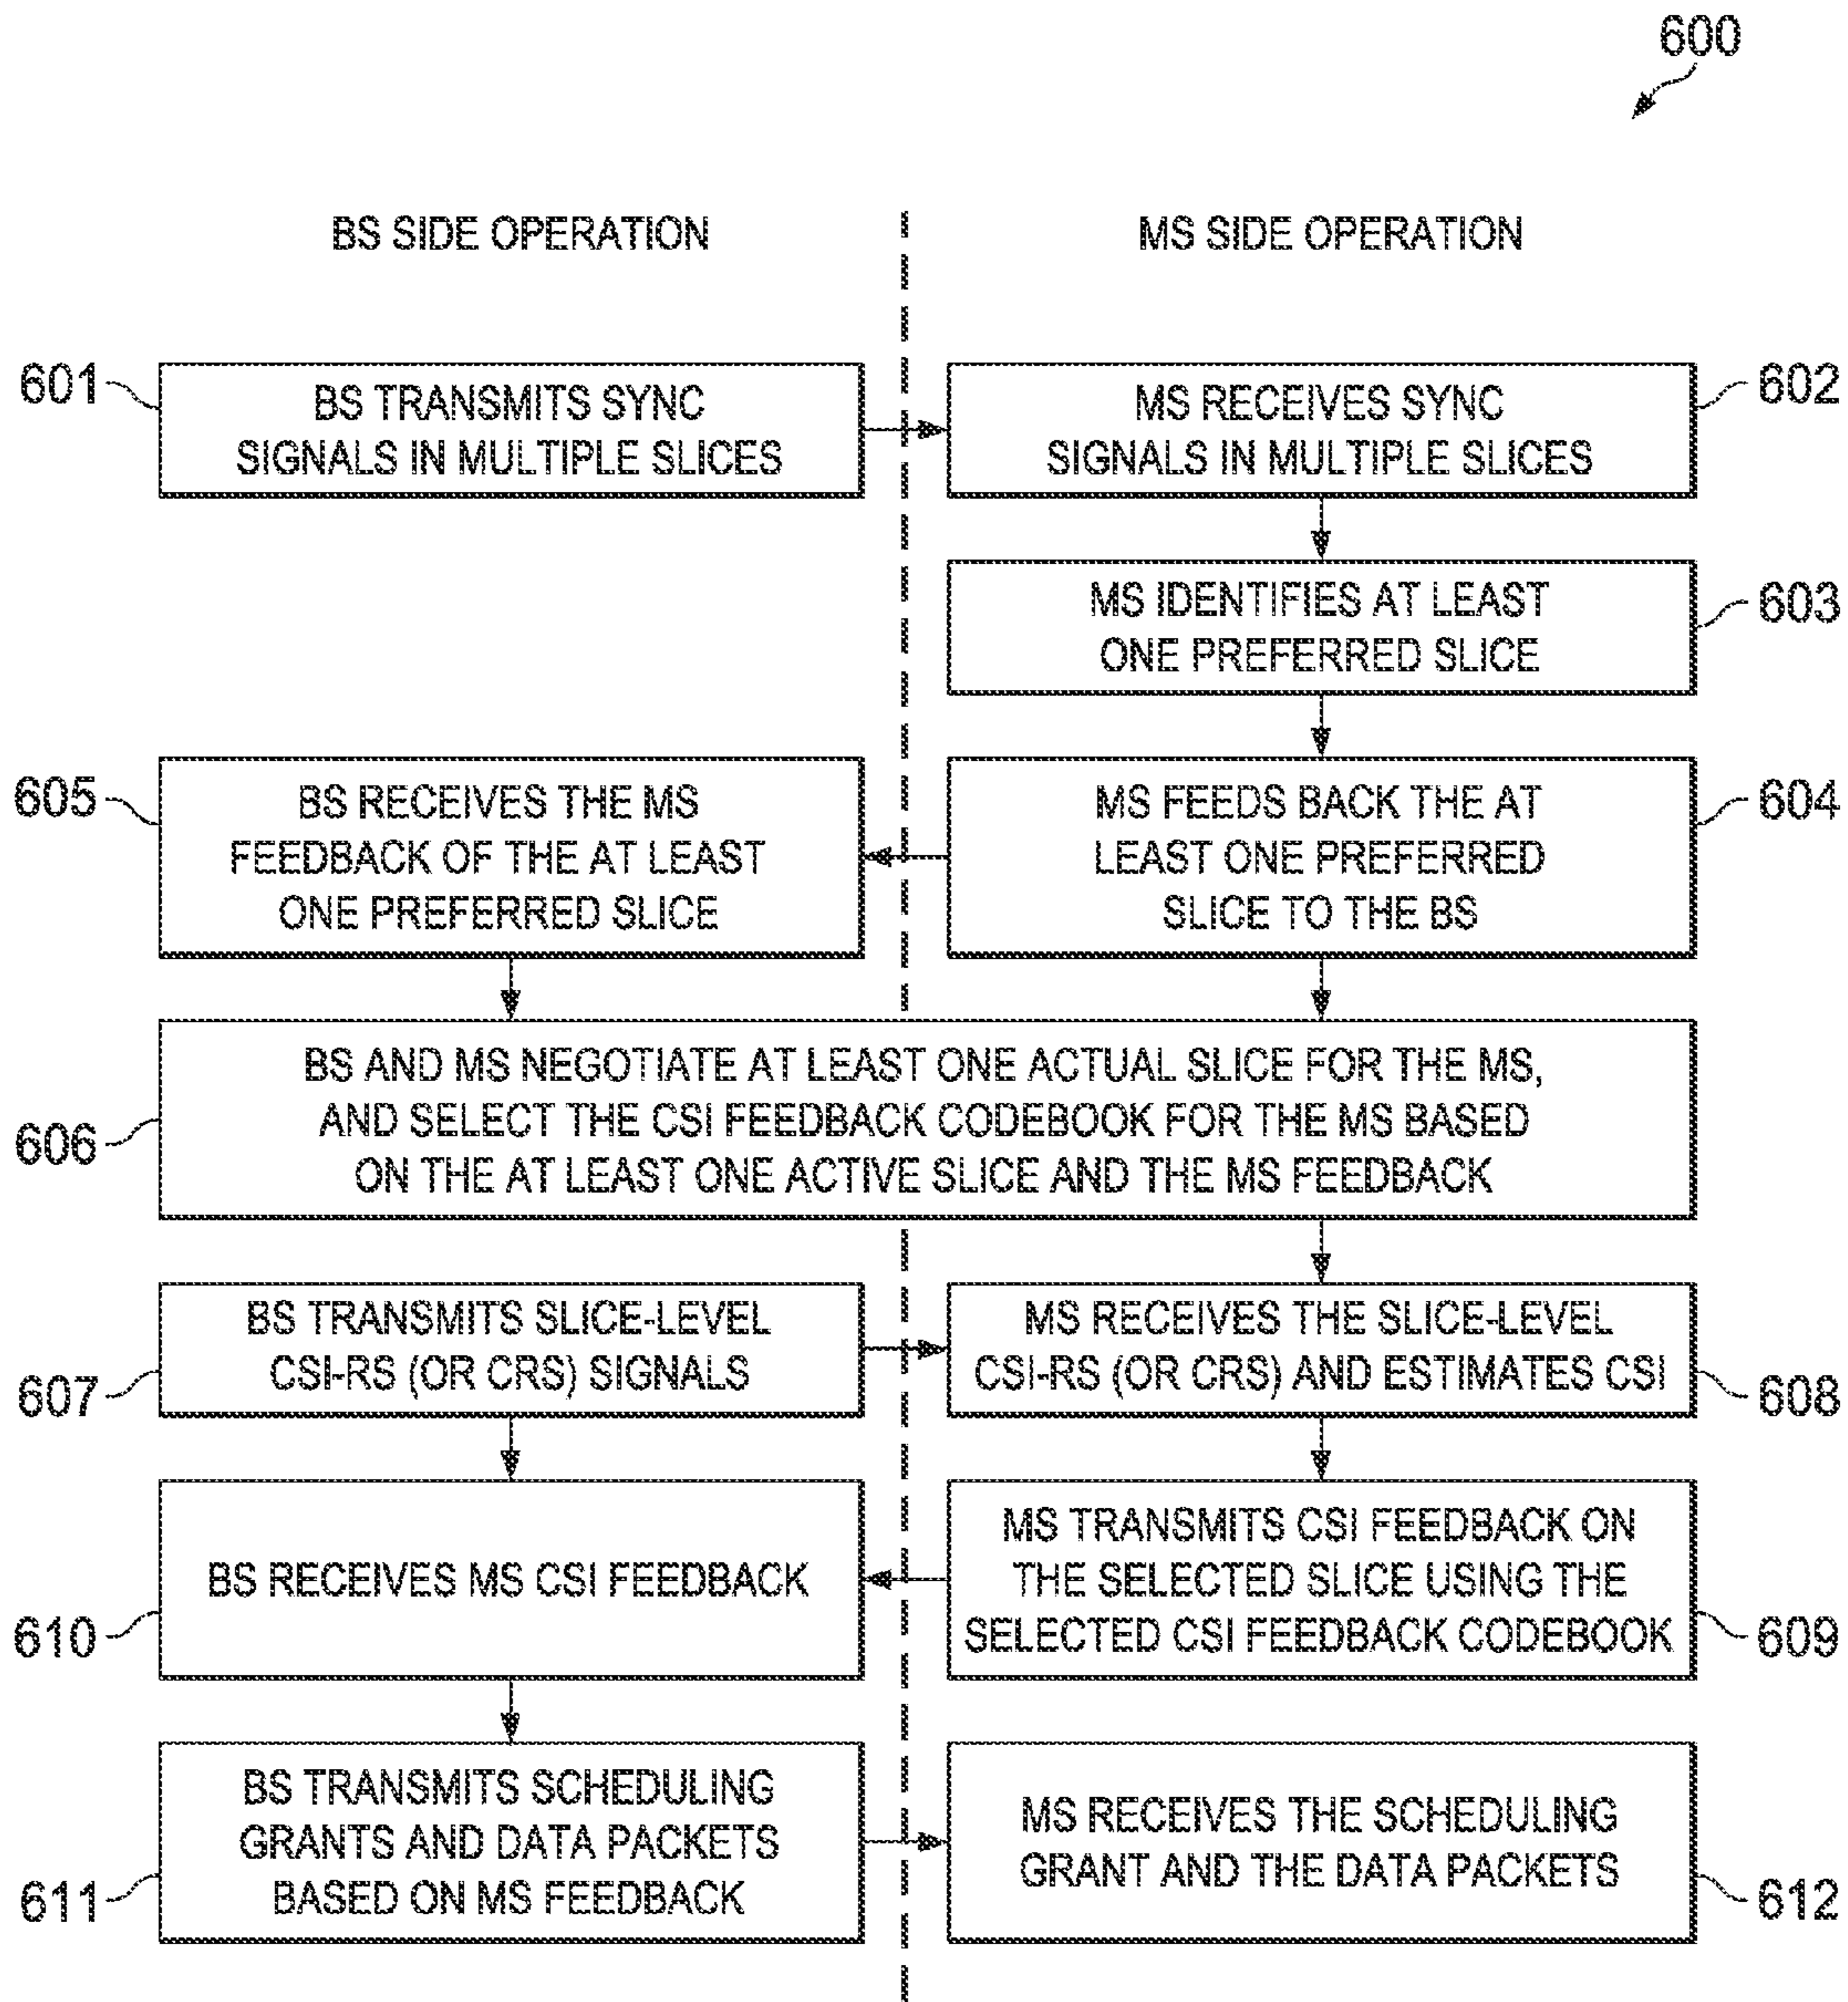 600
BS SIDE OPERATION
MS SIDE OPERATION
601
BS TRANSMITS SYNC
SIGNALS IN MULTIPLE SLICES
MS RECEIVES SYNC
SIGNALS IN MULTIPLE SLICES
602
MS IDENTIFIES AT LEAST
ONE PREFERRED SLICE
603
605
BS RECEIVES THE MS
FEEDBACK OF THE AT LEAST
ONE PREFERRED SLICE
MS FEEDS BACK THE AT
LEAST ONE PREFERRED
SLICE TO THE BS
604
606
BS AND MS NEGOTIATE AT LEAST ONE ACTUAL SLICE FOR THE MS,
AND SELECT THE CSI FEEDBACK CODEBOOK FOR THE MS BASED
ON THE AT LEAST ONE ACTIVE SLICE AND THE MS FEEDBACK
607
BS TRANSMITS SLICE-LEVEL
CSI-RS (OR CRS) SIGNALS
MS RECEIVES THE SLICE-LEVEL
CSI-RS (OR CRS) AND ESTIMATES CSI
608
610
BS RECEIVES MS CSI FEEDBACK
MS TRANSMITS CSI FEEDBACK ON
THE SELECTED SLICE USING THE
SELECTED CSI FEEDBACK CODEBOOK
609
611
BS TRANSMITS SCHEDULING
GRANTS AND DATA PACKETS
BASED ON MS FEEDBACK
MS RECEIVES THE SCHEDULING
GRANT AND THE DATA PACKETS
612